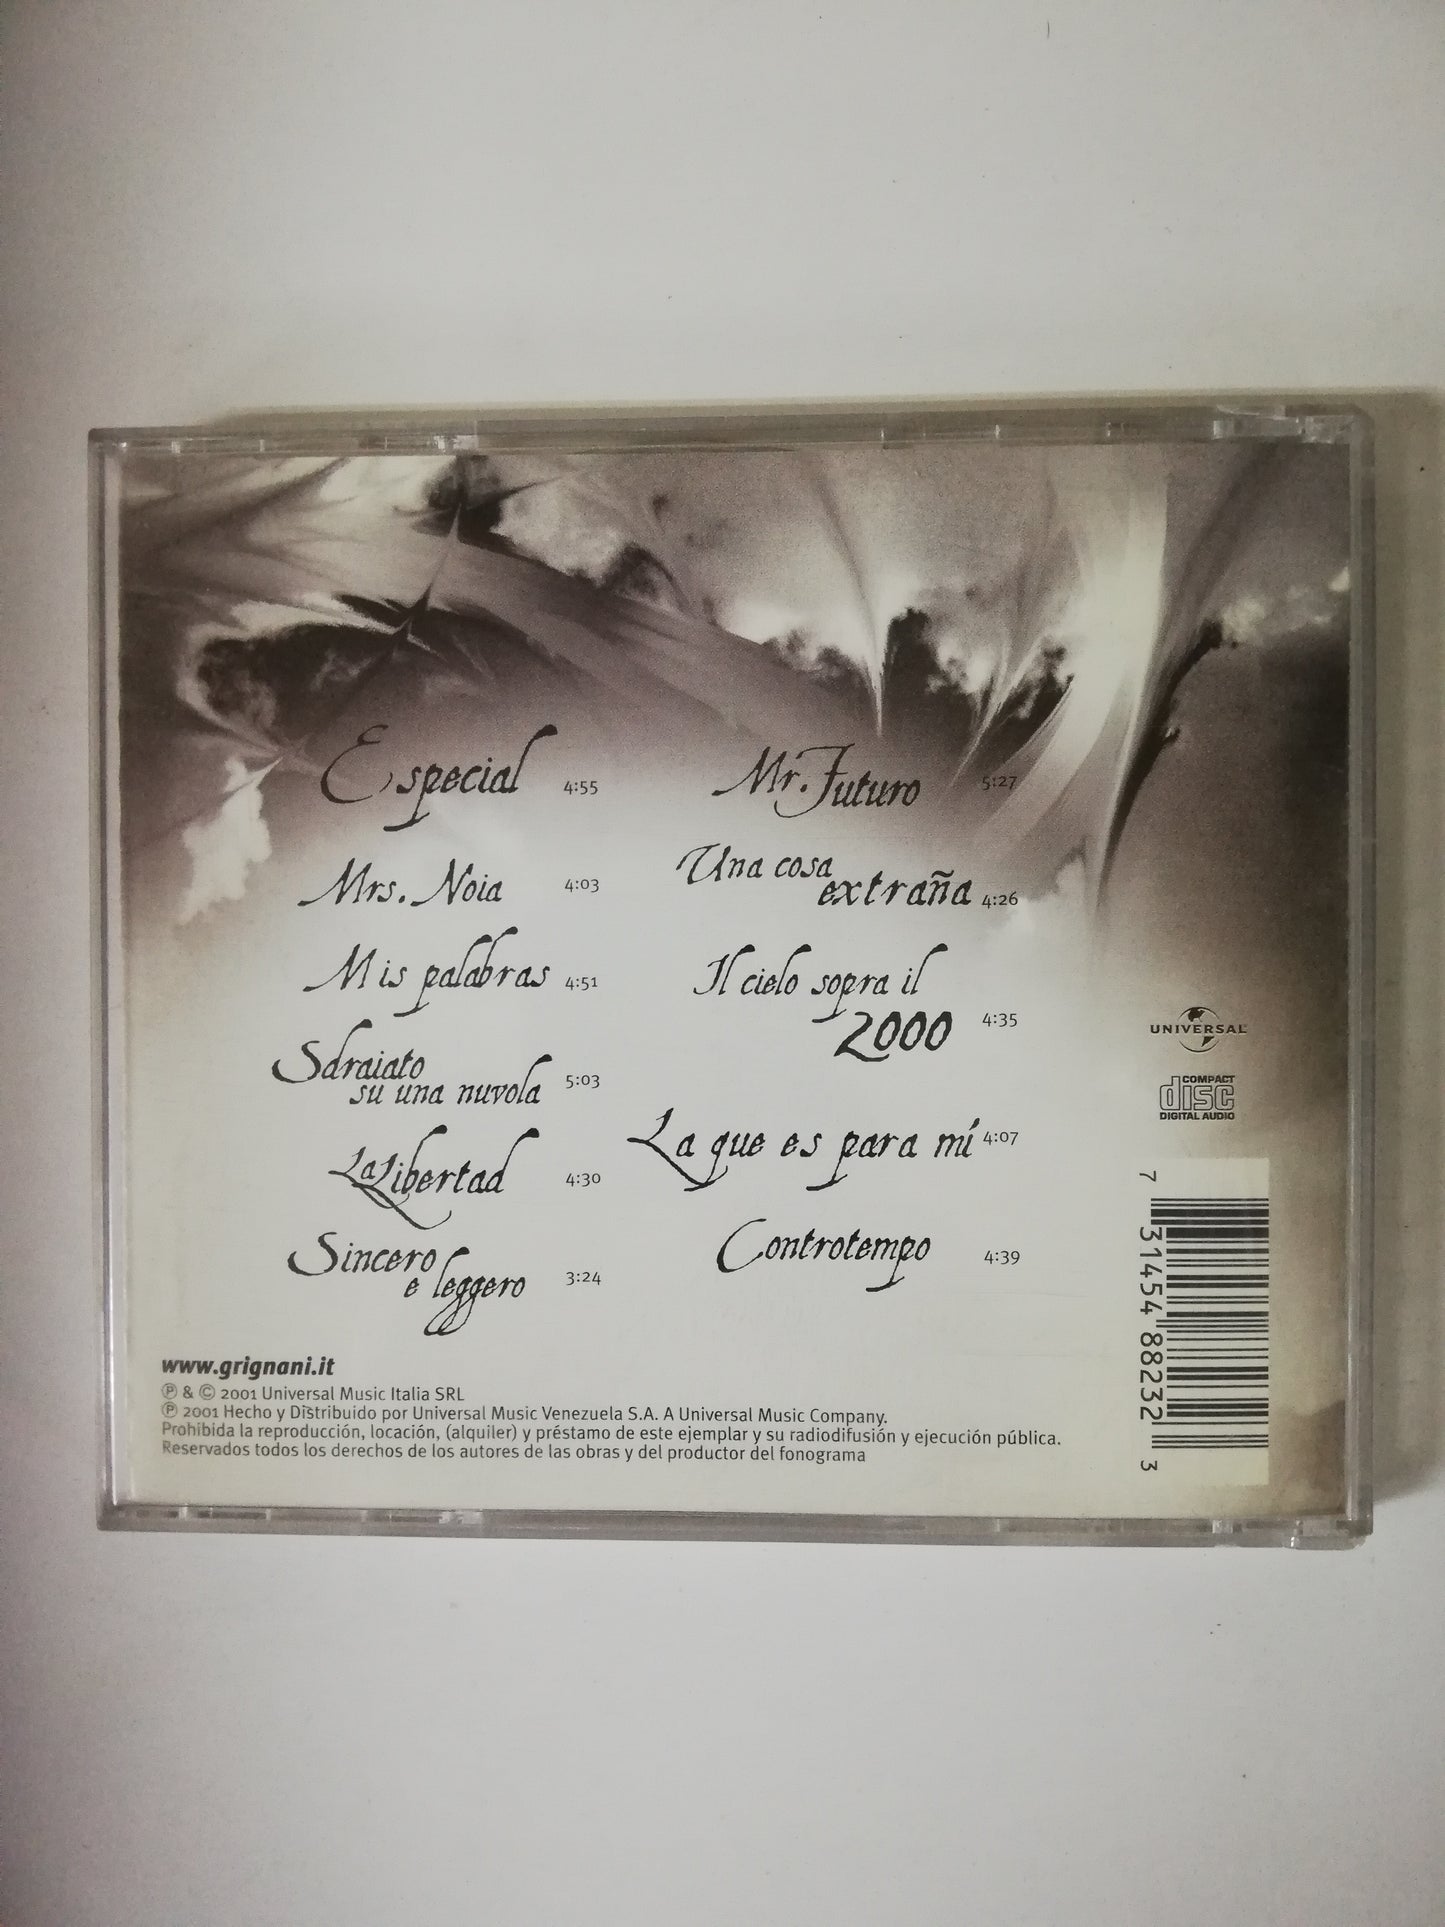 Especial 4:55
Mrs. Noia 4:03
Mis palabras 4:51
Sdraiato
su una nuvola 5:03
La Libertad 4:30
Sincero
e leggero 3:24
Mr. Futuro 5:27
Una cosa
extraña 4:26
Il cielo sopra il
2000 4:35
La que es para mí 4:07
Controtempo 4:39
UNIVERSAL
COMPACT
disc
DIGITAL AUDIO
7 31454 88232 3
www.grignani.it
℗ & © 2001 Universal Music Italia SRL
℗ 2001 Hecho y Distribuido por Universal Music Venezuela S.A. A Universal Music Company.
Prohibida la reproducción, locación, (alquiler) y préstamo de este ejemplar y su radiodifusión y ejecución pública.
Reservados todos los derechos de los autores de las obras y del productor del fonograma